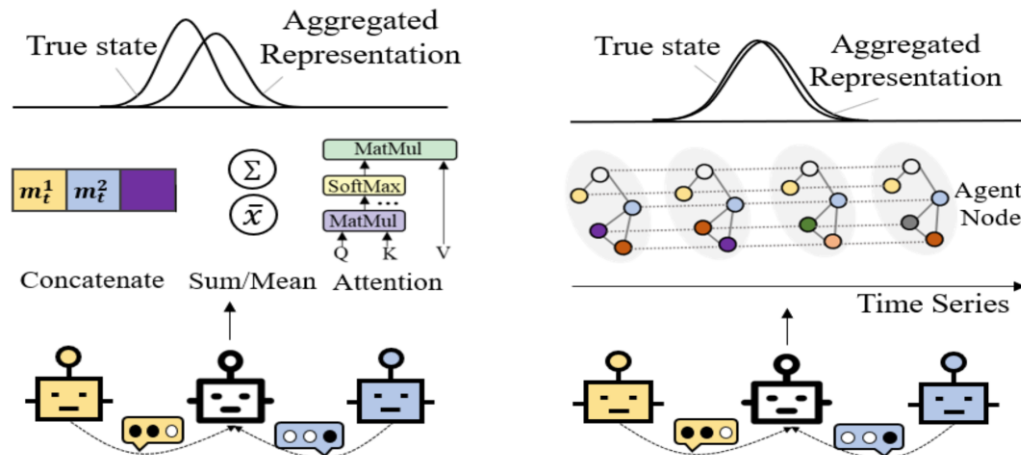 True state
Aggregated
Representation
m_t^1 m_t^2
Σ
x̄
MatMul
SoftMax
...
MatMul
Q K V
Concatenate Sum/Mean Attention
True state
Aggregated
Representation
Agent
Node
Time Series